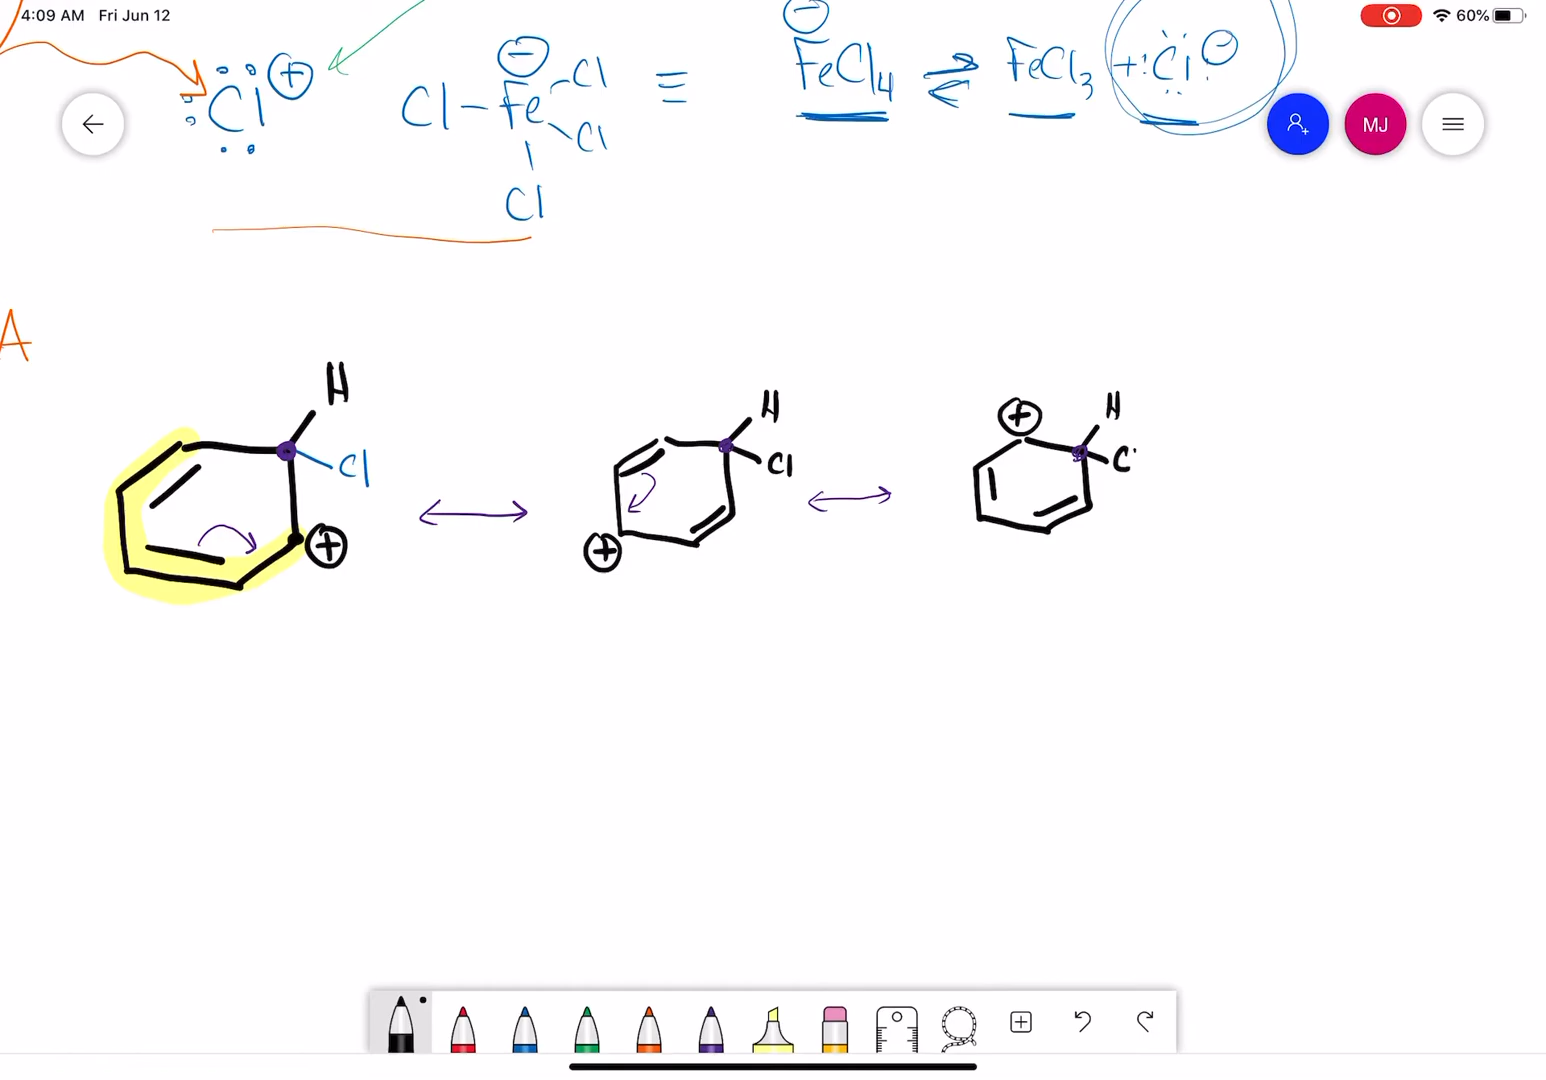 4:09 AM Fri Jun 12
60%
Cl ⊕
⊖
Cl – Fe Cl
Cl
Cl
≡
⊖
FeCl4 ⇌ FeCl3 + :Cl: ⊖
MJ
A
H
Cl
⊕
↔
H
Cl
⊕
↔
⊕
H
C